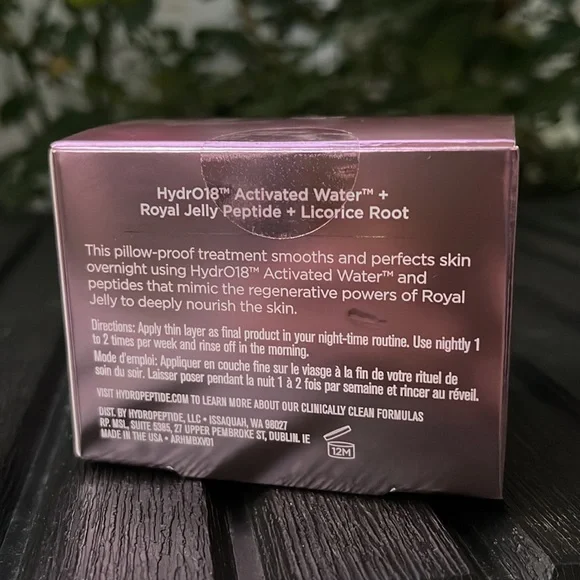 HydrO18™ Activated Water™ +
Royal Jelly Peptide + Licorice Root
This pillow-proof treatment smooths and perfects skin
overnight using HydrO18™ Activated Water™ and
peptides that mimic the regenerative powers of Royal
Jelly to deeply nourish the skin.
Directions: Apply thin layer as final product in your night-time routine. Use nightly 1
to 2 times per week and rinse off in the morning.
Mode d'emploi: Appliquer en couche fine sur le visage à la fin de votre rituel de
soin du soir. Laisser poser pendant la nuit 1 à 2 fois par semaine et rincer au réveil.
VISIT HYDROPEPTIDE.COM TO LEARN MORE ABOUT OUR CLINICALLY CLEAN FORMULAS
DIST. BY HYDROPEPTIDE, LLC • ISSAQUAH, WA 98027
RP. MSL, SUITE 5385, 27 UPPER PEMBROKE ST, DUBLIN. IE
MADE IN THE USA • ARHMBXV01
12M